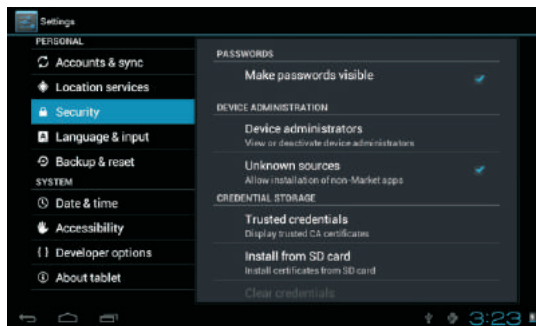 Settings
PERSONAL
Accounts & sync
Location services
Security
Language & input
Backup & reset
SYSTEM
Date & time
Accessibility
{ } Developer options
About tablet
PASSWORDS
Make passwords visible
DEVICE ADMINISTRATION
Device administrators
View or deactivate device administrators
Unknown sources
Allow installation of non-Market apps
CREDENTIAL STORAGE
Trusted credentials
Display trusted CA certificates
Install from SD card
Install certificates from SD card
Clear credentials
3:23